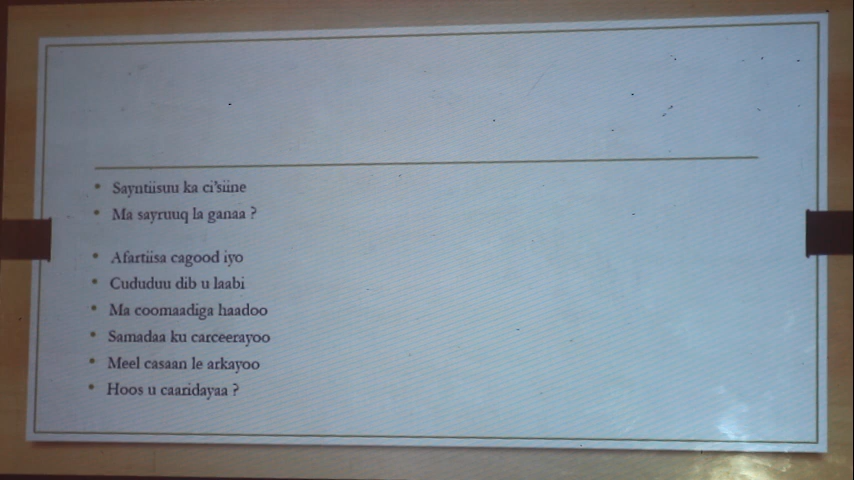 Sayntiisuu ka ci'siine
Ma sayruuq la ganaa ?
Afartiisa cagood iyo
Cududuu dib u laabi
Ma coomaadiga haadoo
Samadaa ku carceerayoo
Meel casaan le arkayoo
Hoos u caaridayaa ?